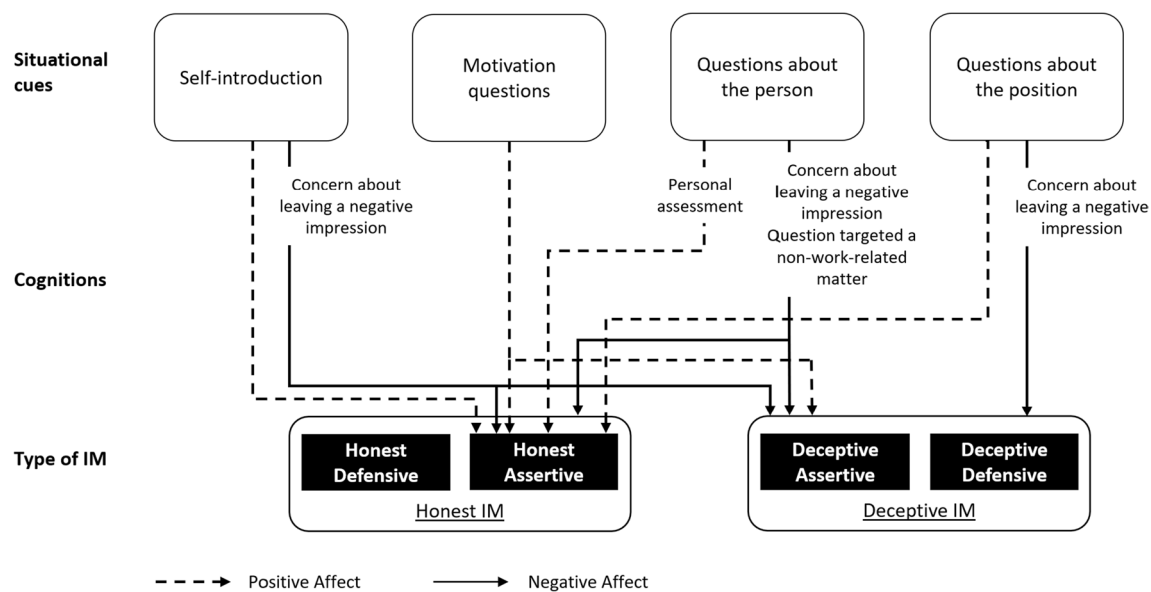 Situational
cues
Self-introduction
Motivation
questions
Questions about
the person
Questions about
the position
Cognitions
Concern about
leaving a negative
impression
Personal
assessment
Concern about
leaving a negative
impression
Question targeted a
non-work-related
matter
Concern about
leaving a negative
impression
Type of IM
Honest
Defensive
Honest
Assertive
Honest IM
Deceptive
Assertive
Deceptive
Defensive
Deceptive IM
Positive Affect
Negative Affect